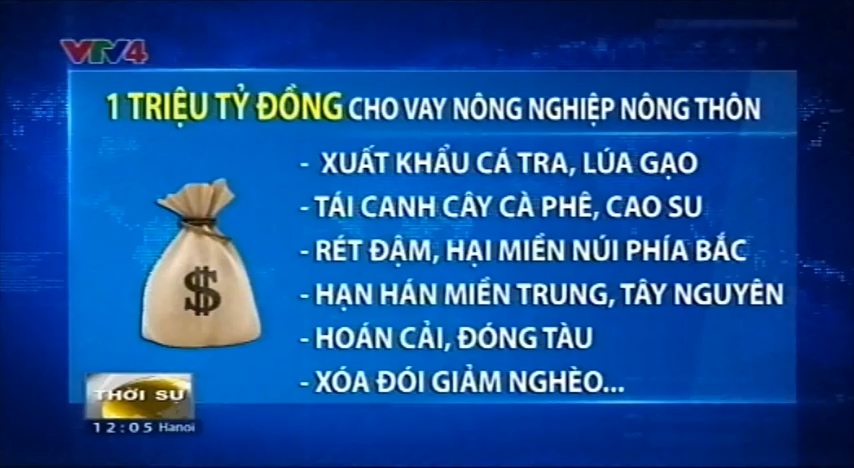 VTV4
1 TRIỆU TỶ ĐỒNG CHO VAY NÔNG NGHIỆP NÔNG THÔN
- XUẤT KHẨU CÁ TRA, LÚA GẠO
- TÁI CANH CÂY CÀ PHÊ, CAO SU
- RÉT ĐẬM, HẠI MIỀN NÚI PHÍA BẮC
- HẠN HÁN MIỀN TRUNG, TÂY NGUYÊN
- HOÁN CẢI, ĐÓNG TÀU
- XÓA ĐÓI GIẢM NGHÈO...
$
THỜI SỰ
12:05 Hanoi